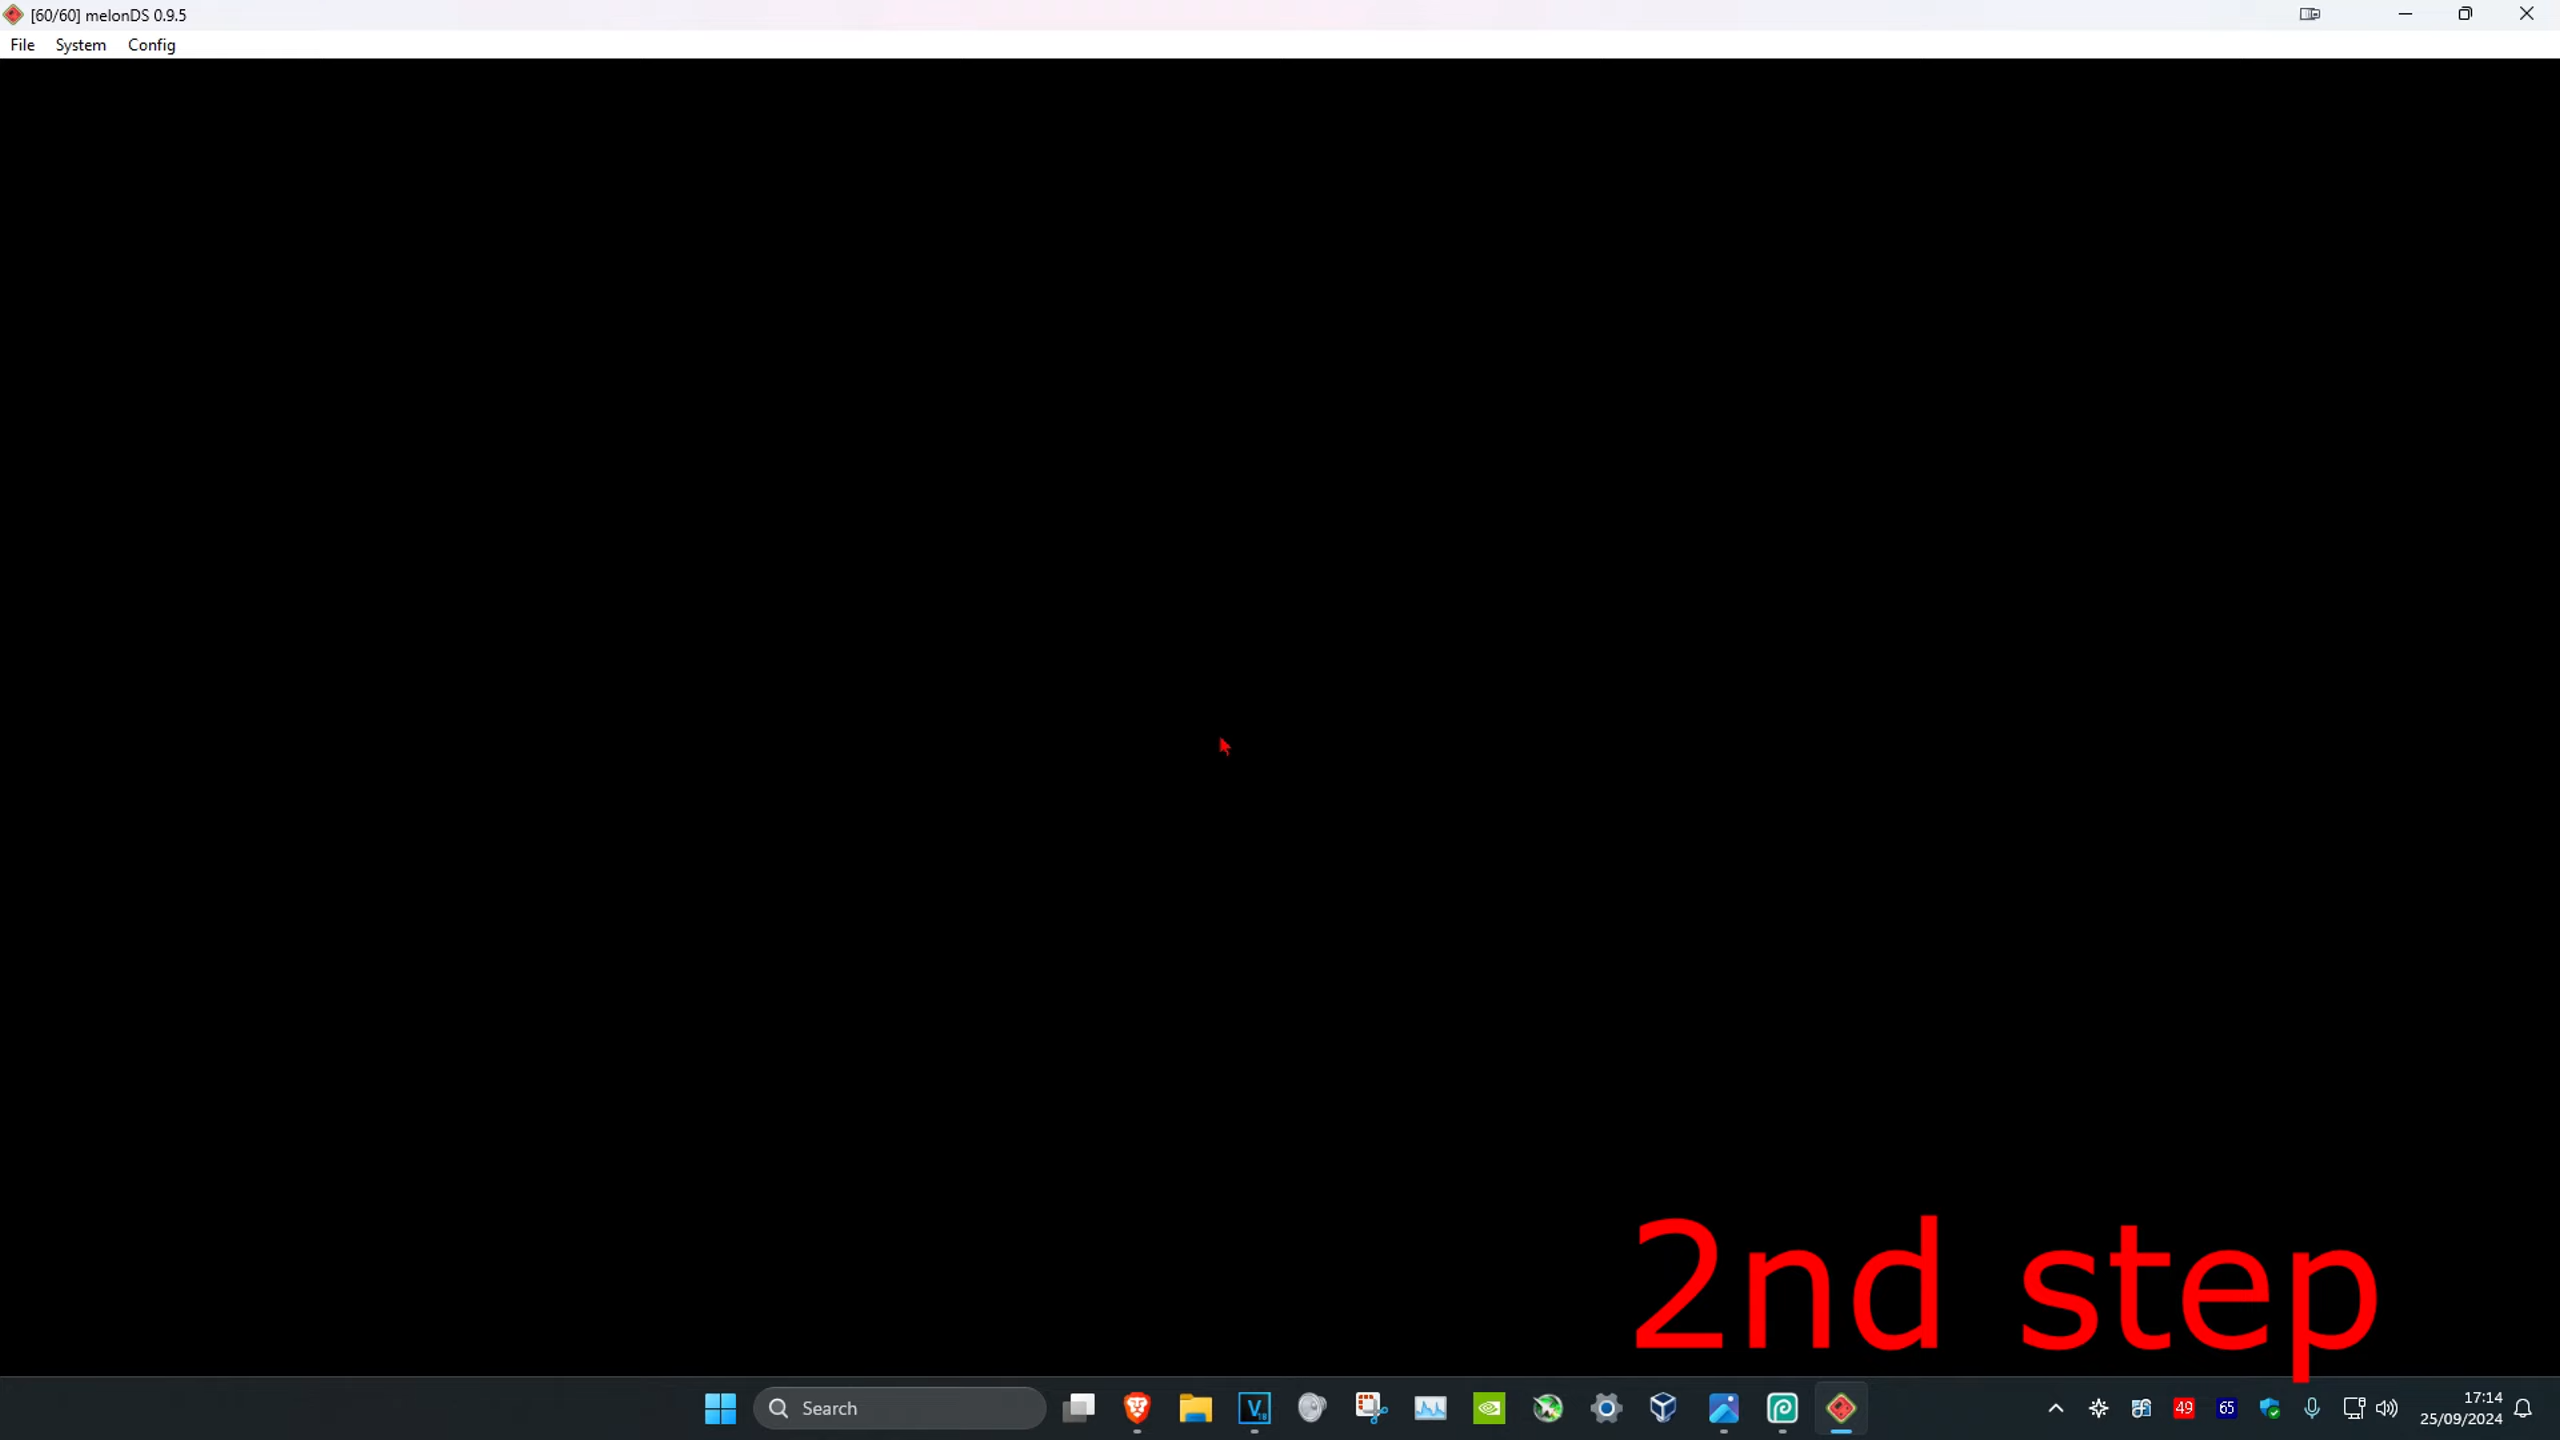 [60/60] melonDS 0.9.5
File System Config
2nd step
Search
V
18
49
65
17:14
25/09/2024